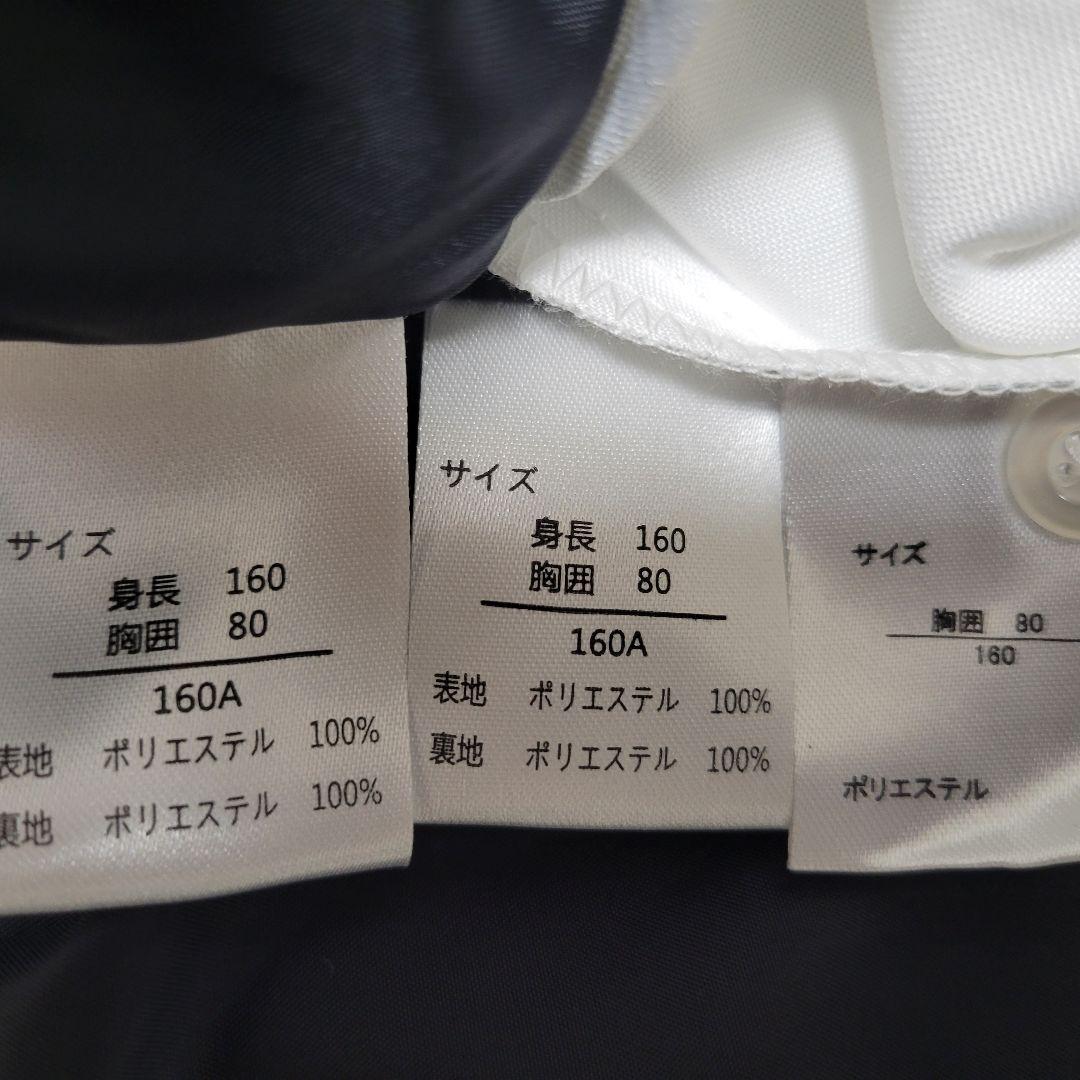 サイズ
身長 160
胸囲 80
160A
表地 ポリエステル 100%
裏地 ポリエステル 100%
サイズ
身長 160
胸囲 80
160A
表地 ポリエステル 100%
裏地 ポリエステル 100%
サイズ
胸囲 80
160
ポリエステル